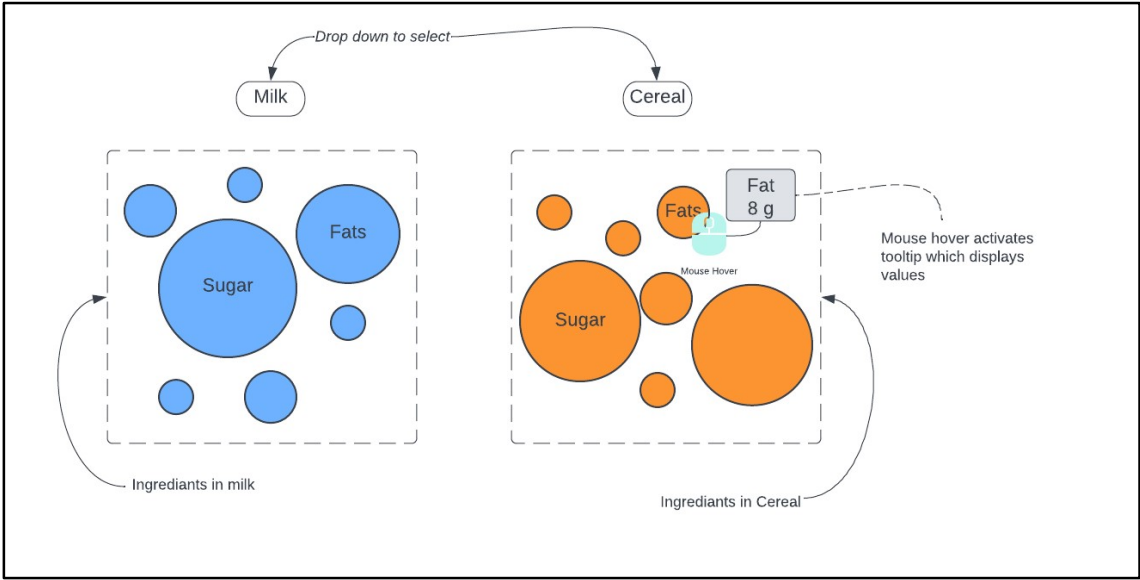 Drop down to select
Milk
Cereal
Fats
Sugar
Fats
Fat
8 g
Mouse Hover
Sugar
Mouse hover activates
tooltip which displays
values
Ingrediants in milk
Ingrediants in Cereal